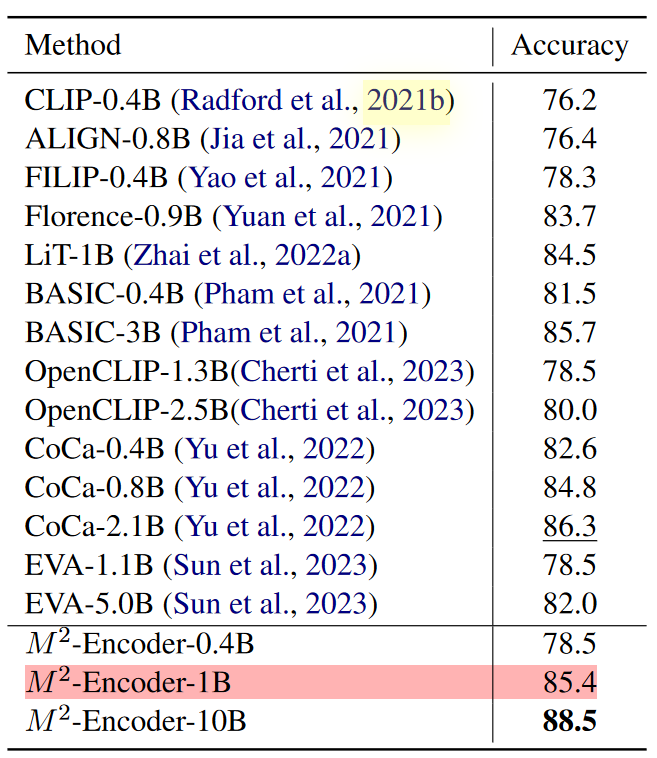 Method Accuracy
CLIP-0.4B (Radford et al., 2021b) 76.2
ALIGN-0.8B (Jia et al., 2021) 76.4
FILIP-0.4B (Yao et al., 2021) 78.3
Florence-0.9B (Yuan et al., 2021) 83.7
LiT-1B (Zhai et al., 2022a) 84.5
BASIC-0.4B (Pham et al., 2021) 81.5
BASIC-3B (Pham et al., 2021) 85.7
OpenCLIP-1.3B(Cherti et al., 2023) 78.5
OpenCLIP-2.5B(Cherti et al., 2023) 80.0
CoCa-0.4B (Yu et al., 2022) 82.6
CoCa-0.8B (Yu et al., 2022) 84.8
CoCa-2.1B (Yu et al., 2022) 86.3
EVA-1.1B (Sun et al., 2023) 78.5
EVA-5.0B (Sun et al., 2023) 82.0
M²-Encoder-0.4B 78.5
M²-Encoder-1B 85.4
M²-Encoder-10B 88.5